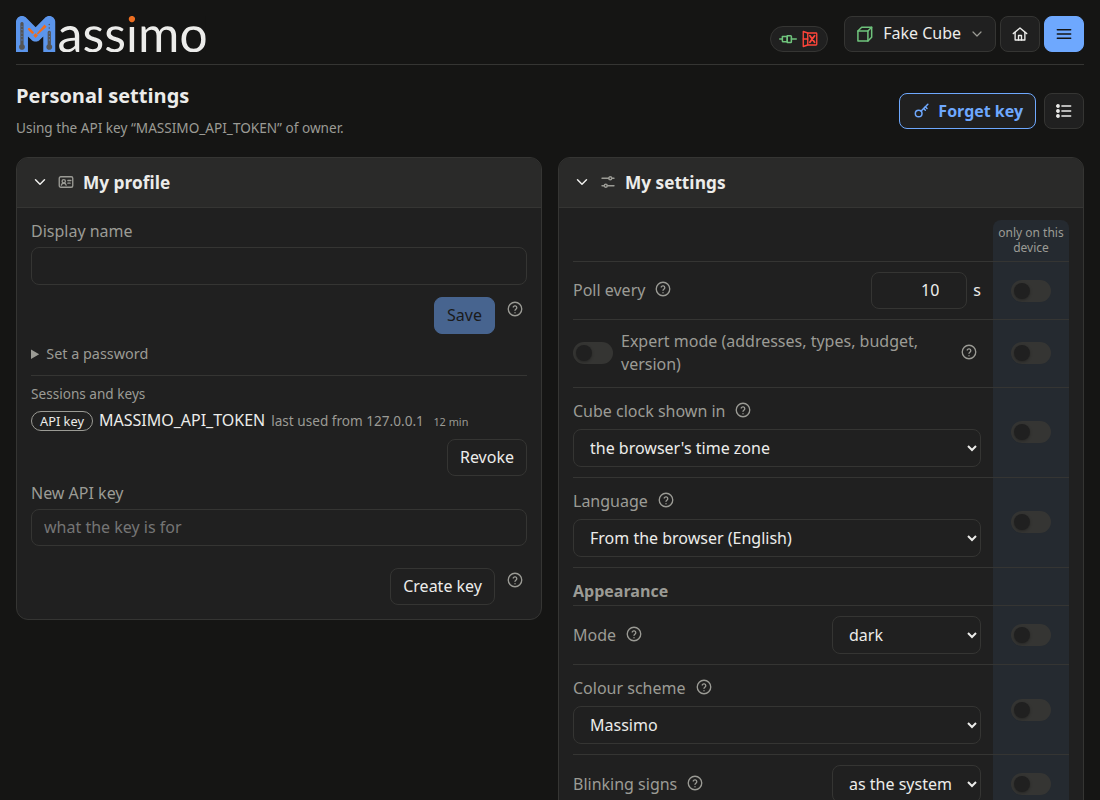 Massimo
Fake Cube
Personal settings
Using the API key “MASSIMO_API_TOKEN” of owner.
Forget key
My profile
Display name
Save
Set a password
Sessions and keys
API key MASSIMO_API_TOKEN last used from 127.0.0.1 12 min
Revoke
New API key
what the key is for
Create key
My settings
only on this
device
Poll every
10 s
Expert mode (addresses, types, budget,
version)
Cube clock shown in
the browser's time zone
Language
From the browser (English)
Appearance
Mode
dark
Colour scheme
Massimo
Blinking signs
as the system